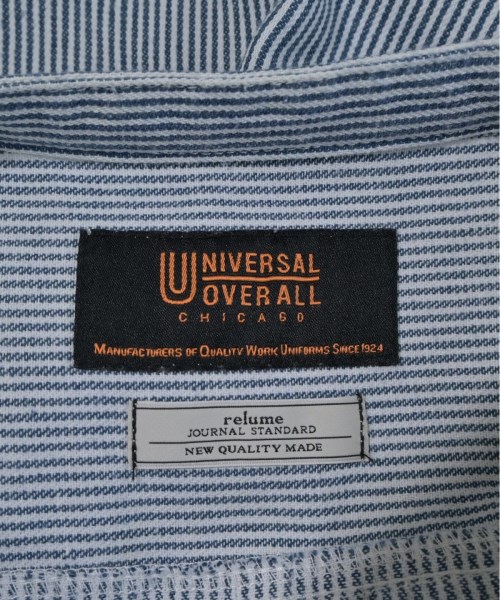 UNIVERSAL
OVERALL
CHICAGO
MANUFACTURERS OF QUALITY WORK UNIFORMS SINCE 1924
relume
JOURNAL STANDARD
NEW QUALITY MADE